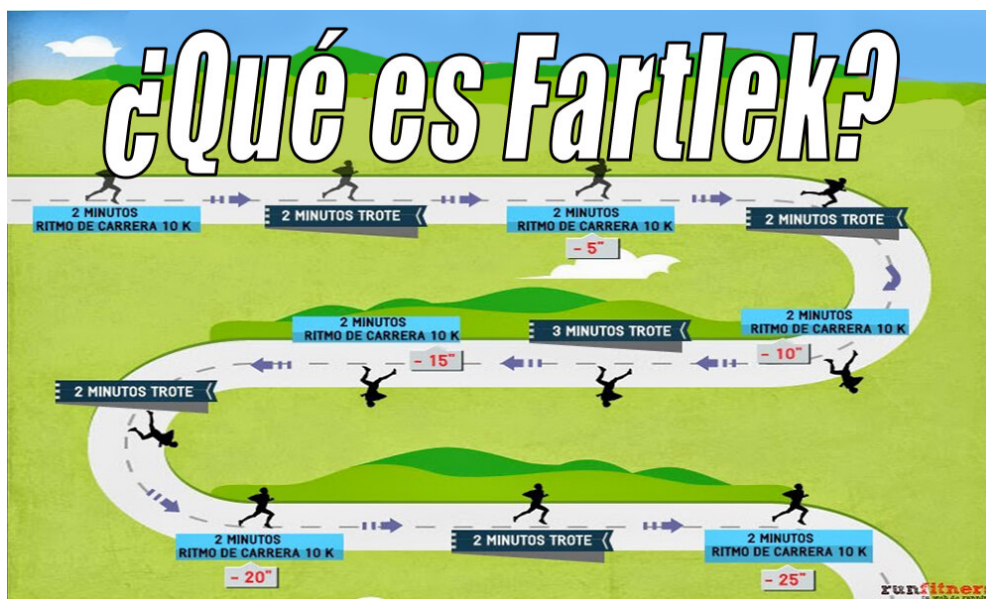 ¿Qué es Fartlek?
2 MINUTOS
RITMO DE CARRERA 10 K
2 MINUTOS TROTE
2 MINUTOS
RITMO DE CARRERA 10 K
- 5"
2 MINUTOS TROTE
2 MINUTOS
RITMO DE CARRERA 10 K
- 10"
3 MINUTOS TROTE
2 MINUTOS
RITMO DE CARRERA 10 K
- 15"
2 MINUTOS TROTE
2 MINUTOS
RITMO DE CARRERA 10 K
- 20"
2 MINUTOS TROTE
2 MINUTOS
RITMO DE CARRERA 10 K
- 25"
runfitners